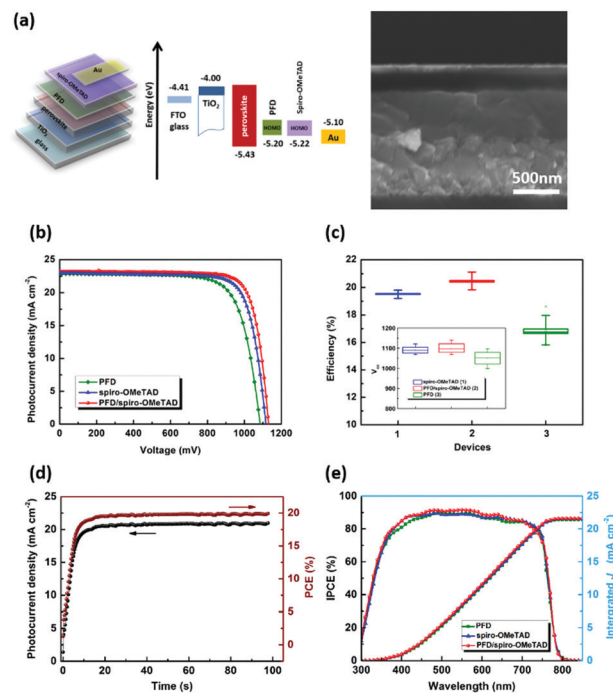 (a)
Au
spiro-OMeTAD
PFD
perovskite
TiO2
glass
Energy (eV)
-4.41
FTO
glass
-4.00
TiO2
perovskite
-5.43
PFD
HOMO
-5.20
Spiro-OMeTAD
HOMO
-5.22
-5.10
Au
500nm
(b)
Photocurrent density (mA cm-2)
25
20
15
10
5
0
PFD
spiro-OMeTAD
PFD/spiro-OMeTAD
0 200 400 600 800 1000 1200
Voltage (mV)
(c)
Efficiency (%)
22
20
18
16
14
12
10
1200
1100
1000
900
spiro-OMeTAD (1)
PFD/spiro-OMeTAD (2)
PFD (3)
1 2 3
Devices
(d)
Photocurrent density (mA cm-2)
25
20
15
10
5
0
20
15
10
5
0
PCE (%)
0 20 40 60 80 100
Time (s)
(e)
IPCE (%)
100
80
60
40
20
0
25
20
15
10
5
0
Intergrated J (mA cm-2)
PFD
spiro-OMeTAD
PFD/spiro-OMeTAD
300 400 500 600 700 800
Wavelength (nm)